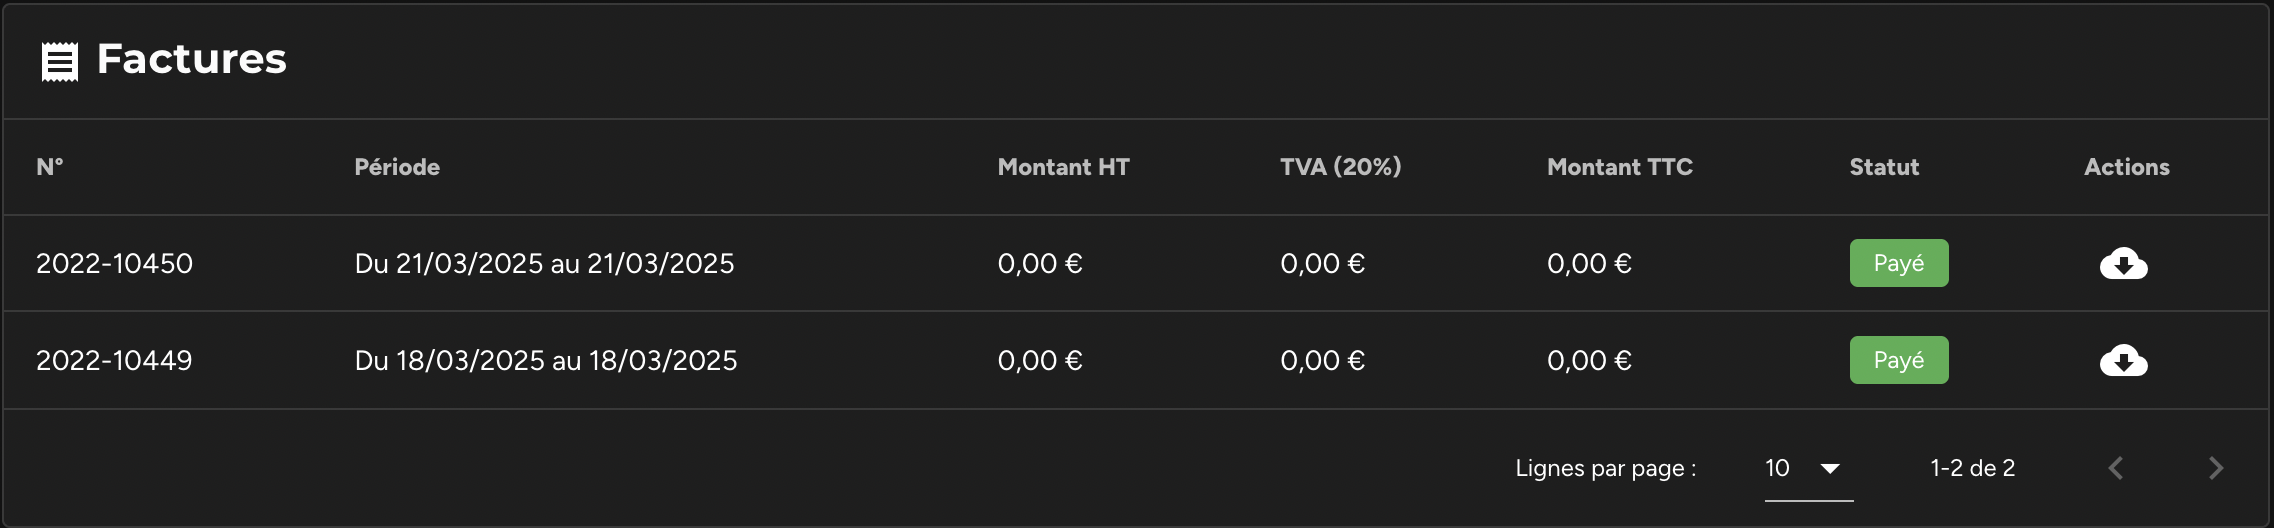 Factures
N° Période Montant HT TVA (20%) Montant TTC Statut Actions
2022-10450 Du 21/03/2025 au 21/03/2025 0,00 € 0,00 € 0,00 € Payé
2022-10449 Du 18/03/2025 au 18/03/2025 0,00 € 0,00 € 0,00 € Payé
Lignes par page : 10 1-2 de 2